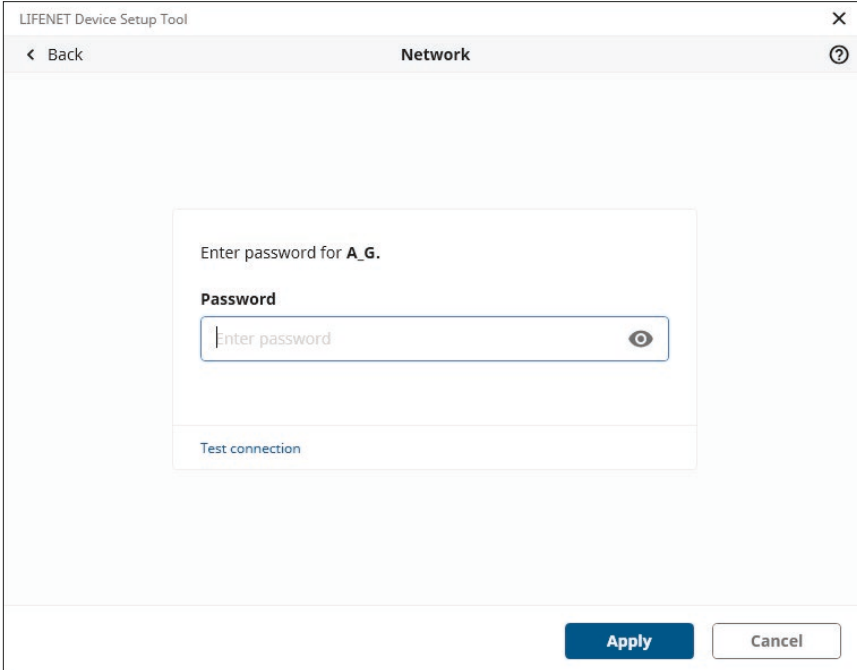 LIFENET Device Setup Tool
Back
Network
Enter password for A_G.
Password
Enter password
Test connection
Apply
Cancel